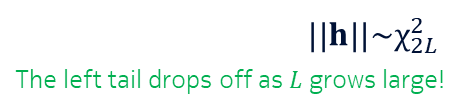 ||𝐡||~χ²₂L
The left tail drops off as L grows large!